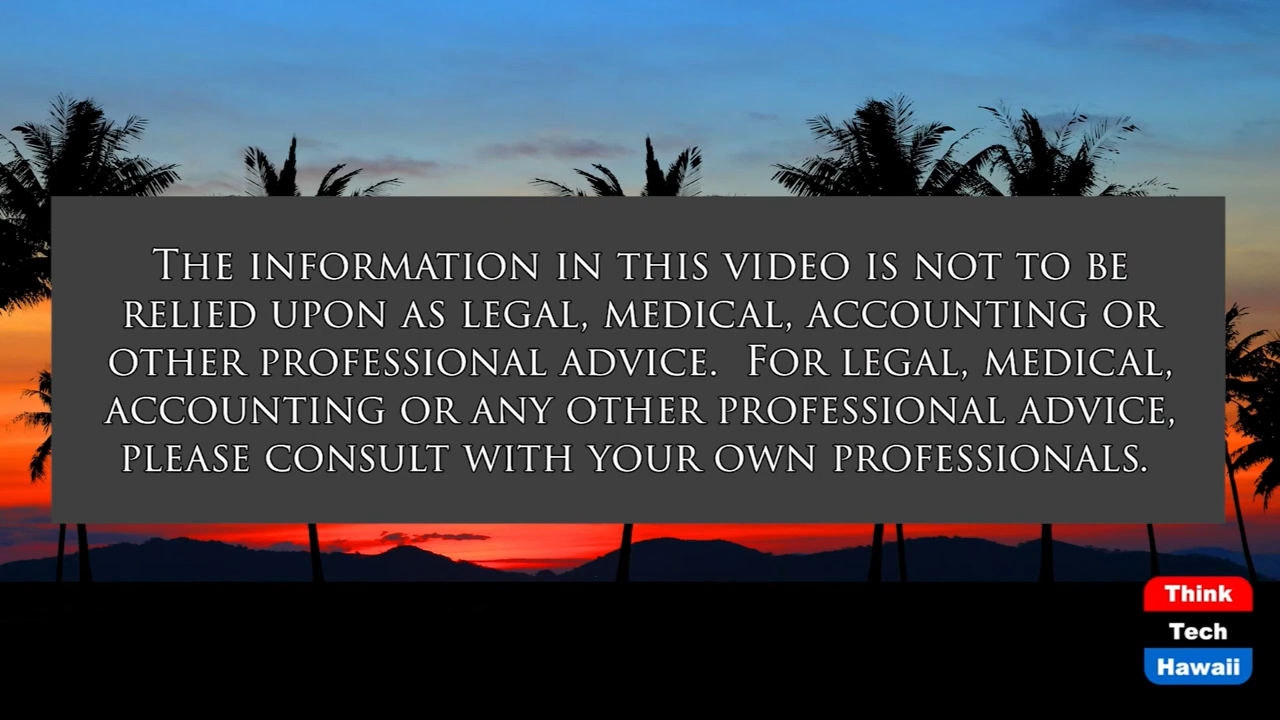 The information in this video is not to be
relied upon as legal, medical, accounting or
other professional advice.  For legal, medical,
accounting or any other professional advice,
please consult with your own professionals.
Think
Tech
Hawaii